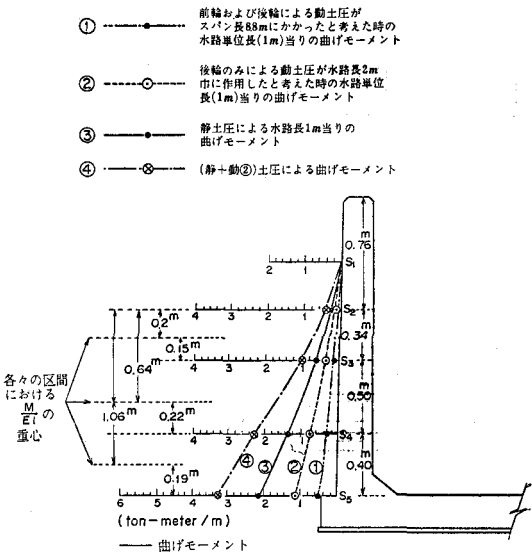 ① 前輪および後輪による動土圧が
スパン長8.8mにかかったと考えた時の
水路単位長(1m)当りの曲げモーメント
② 後輪のみによる動土圧が水路長2m
巾に作用したと考えた時の水路単位
長(1m)当りの曲げモーメント
③ 静土圧による水路長1m当りの
曲げモーメント
④ (静+動②)土圧による曲げモーメント
0.76m
2 1 S1
4 3 2 1 S2
0.2m
0.34m
0.15m
4 3 2 1 S3
0.64m
各々の区間
における
M/EI の
重心
0.50m
1.06m
0.22m
4 3 2 1 S4
④ ③ ② ①
0.40m
0.19m
6 5 4 3 2 1 S5
(ton-meter/m)
曲げモーメント